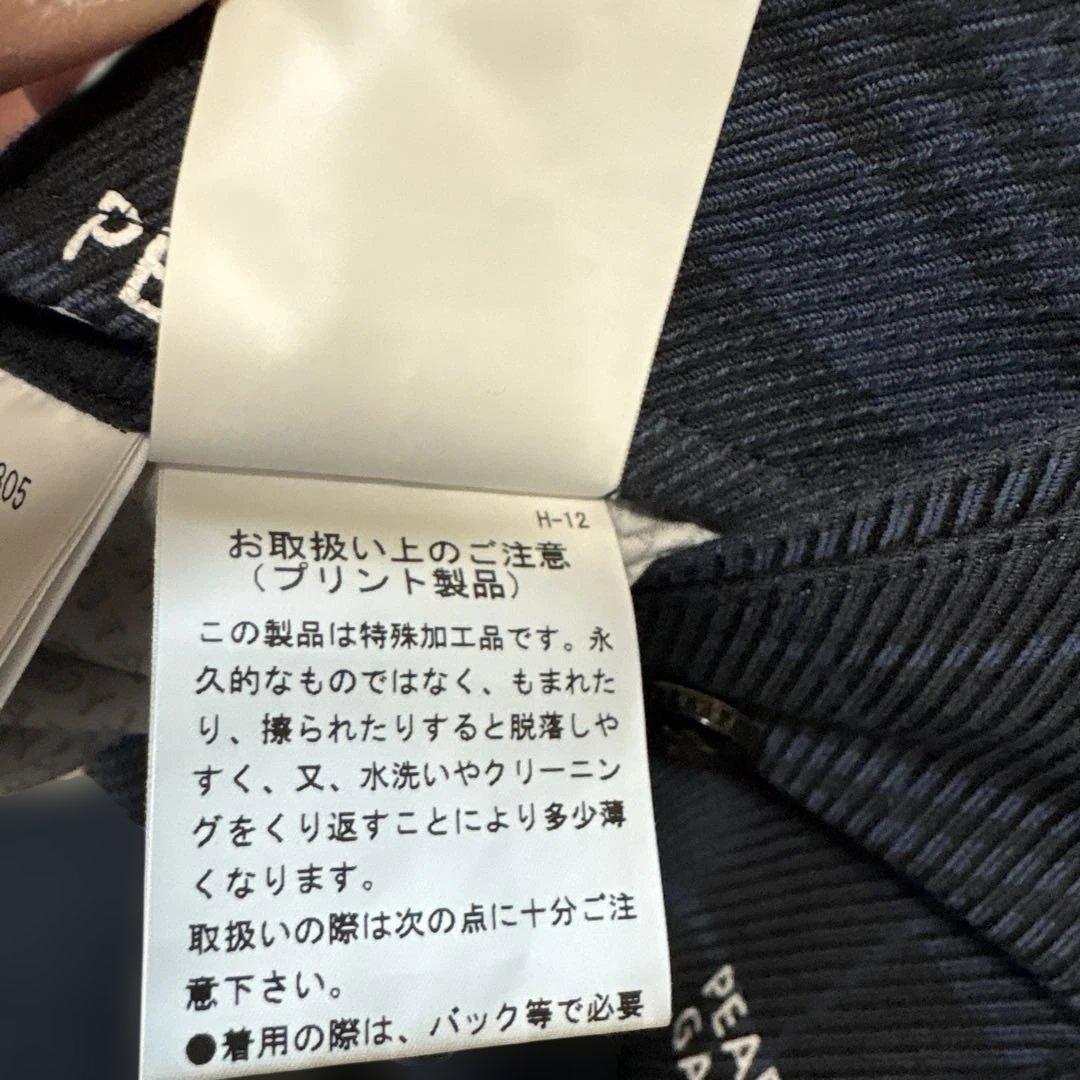 PE
305
H-12
お取扱い上のご注意
（プリント製品）
この製品は特殊加工品です。永
久的なものではなく、もまれた
り、擦られたりすると脱落しや
すく、又、水洗いやクリーニン
グをくり返すことにより多少薄
くなります。
取扱いの際は次の点に十分ご注
意下さい。
●着用の際は、バック等で必要
PEAR
GA